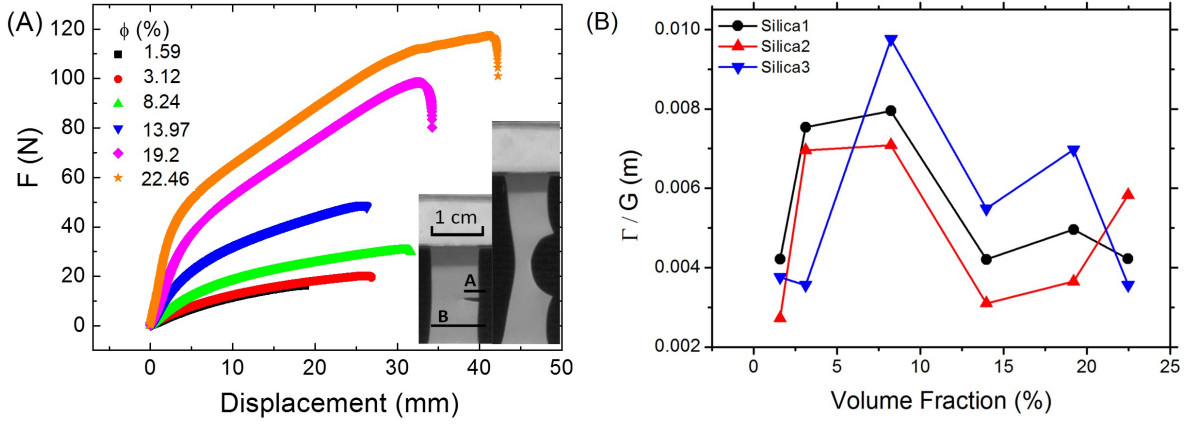 (A)
ϕ (%)
1.59
3.12
8.24
13.97
19.2
22.46
F (N)
120
100
80
60
40
20
0
0 10 20 30 40 50
Displacement (mm)
1 cm
A
B
(B)
Silica1
Silica2
Silica3
Γ / G (m)
0.010
0.008
0.006
0.004
0.002
0 5 10 15 20 25
Volume Fraction (%)